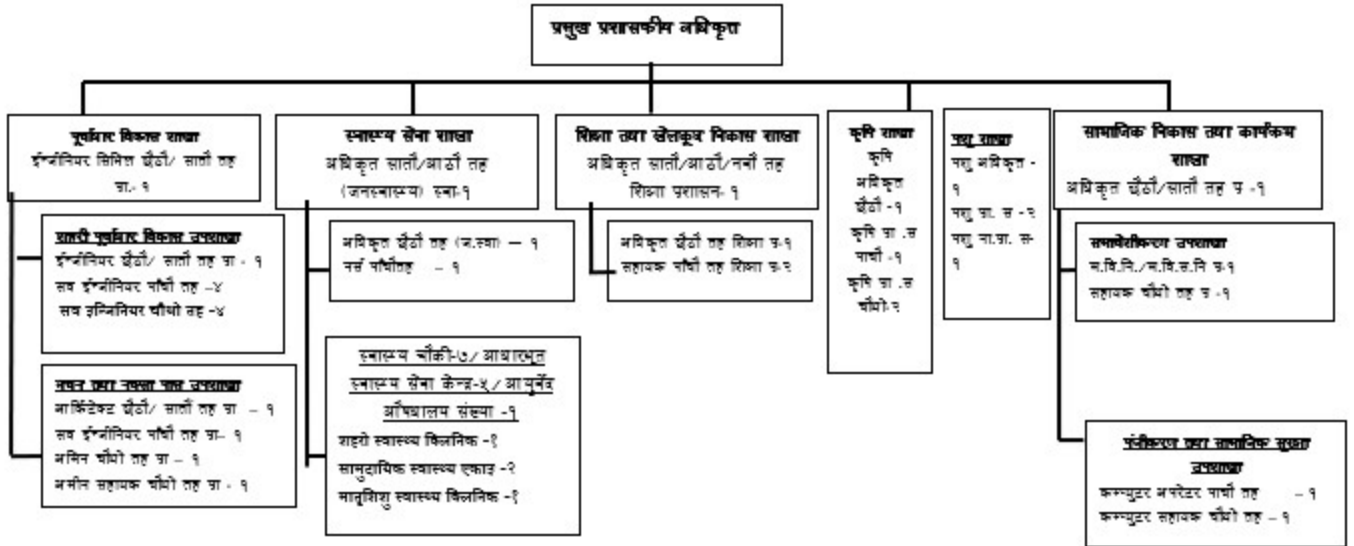 प्रमुख प्रशासकीय अधिकृत
पूर्वाधार विकास शाखा
ईन्जीनियर सिभिल छैठौ/ सातौ तह
प्रा.- १
शहरी पूर्वाधार विकास उपशाखा
ईन्जीनियर छैठौ/ सातौ तह प्रा - १
सव ईन्जीनियर पाँचौ तह -४
सव इन्जिनियर चौथो तह -४
भवन तथा नक्सा पास उपशाखा
आर्किटेक्ट छैठौ/ सातौं तह प्रा - १
सव ईन्जीनियर पाँचौ तह प्रा- १
अमिन चौथो तह प्रा - १
अमीन सहायक चौथो तह प्रा - १
स्वास्थ्य सेवा शाखा
अधिकृत सातौ/आठौ तह
(जनस्वास्थ्य) स्वा-१
अधिकृत छैठौ तह (ज.स्वा) — १
नर्स पाँचौतह – १
स्वास्थ्य चौकी-७/ आधारभूत
स्वास्थ्य सेवा केन्द्र-५/ आयुर्वेद
औषधालय संख्या -१
शहरी स्वास्थ्य क्लिनिक -१
सामुदायिक स्वास्थ्य एकाइ -२
मातृशिशु स्वास्थ्य क्लिनिक -१
शिक्षा तथा खेलकूद विकास शाखा
अधिकृत सातौ/आठौ/नवौ तह
शिक्षा प्रशासन- १
अधिकृत छैठौ तह शिक्षा प्र-१
सहायक पाँचौ तह शिक्षा प्र-२
कृषि शाखा
कृषि
अधिकृत
छैठौ -१
कृषि प्रा .स
पाचौ -१
कृषि प्रा .स
चौथो-२
पशु शाखा
पशु अधिकृत -
१
पशु प्रा. स -२
पशु ना.प्रा. स-
१
सामाजिक विकास तथा कार्यक्रम
शाखा
अधिकृत छैठौ/सातौ तह प्र -१
समावेशीकरण उपशाखा
म.वि.नि./म.वि.स.नि प्र-१
सहायक चौथो तह प्र -१
पंजीकरण तथा सामाजिक सुरक्षा
उपशाखा
कम्प्युटर अपरेटर पाचौ तह – १
कम्प्युटर सहायक चौथो तह – १